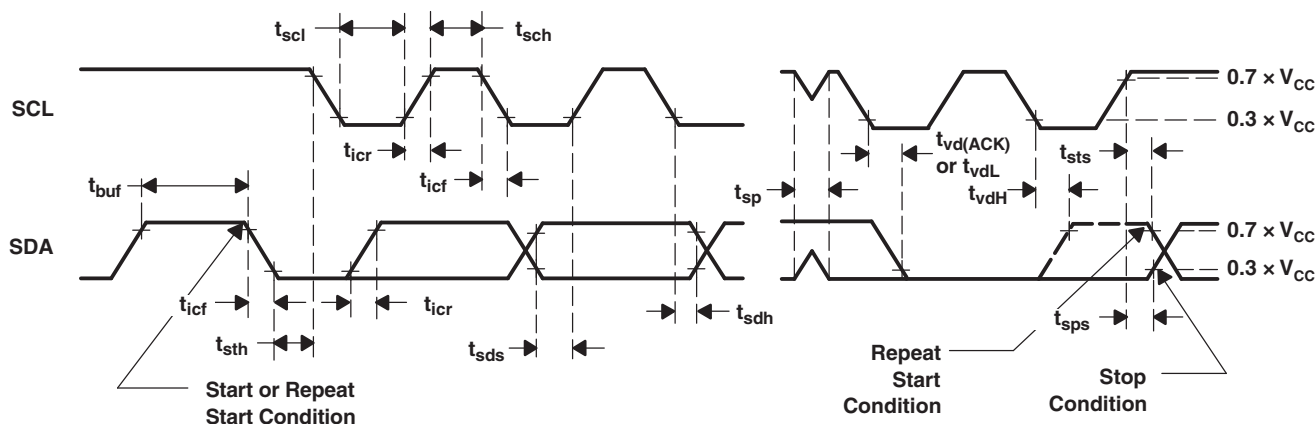 tscl
tsch
0.7 × VCC
SCL
0.3 × VCC
tvd(ACK)
or tvdL
ticr
tsts
tbuf
ticf
tsp
tvdH
0.7 × VCC
SDA
0.3 × VCC
ticf
ticr
tsdh
tsps
tsth
tsds
Repeat
Start
Condition
Stop
Condition
Start or Repeat
Start Condition